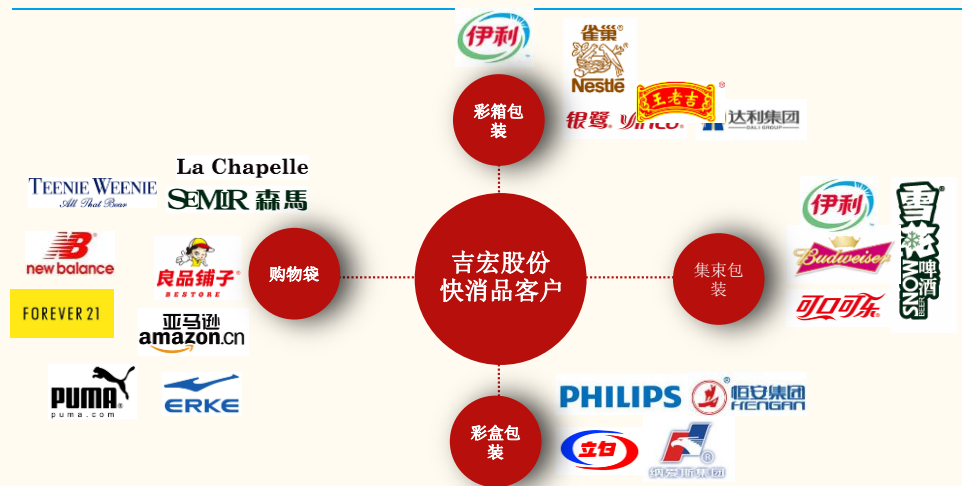 伊利
雀巢®
Nestlé
王老吉
银鹭®
达利集团
DALI GROUP
彩箱包
装
La Chapelle
TEENIE WEENIE
All That Bear
SEMIR 森馬
new balance
良品铺子®
BESTORE
购物袋
FOREVER 21
亚马逊
amazon.cn
PUMA®
puma.com
ERKE
吉宏股份
快消品客户
集束包
装
伊利
Budweiser
可口可乐
雪花
啤酒
BEER
彩盒包
装
PHILIPS
恒安集团
HENGAN
立白
纳爱斯集团